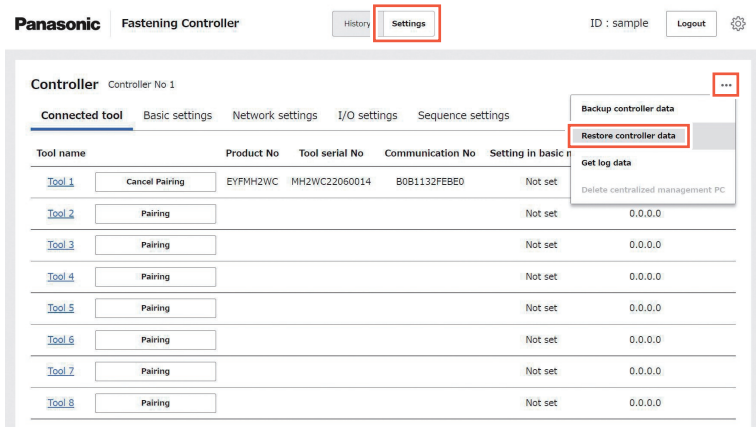 Panasonic Fastening Controller History Settings ID : sample Logout
Controller Controller No 1
Backup controller data
Connected tool Basic settings Network settings I/O settings Sequence settings
Restore controller data
Tool name Product No Tool serial No Communication No Setting in basic
Get log data
Tool 1 Cancel Pairing EYFMH2WC MH2WC22060014 B0B1132FEBE0 Not set
Delete centralized management PC
Tool 2 Pairing Not set 0.0.0.0
Tool 3 Pairing Not set 0.0.0.0
Tool 4 Pairing Not set 0.0.0.0
Tool 5 Pairing Not set 0.0.0.0
Tool 6 Pairing Not set 0.0.0.0
Tool 7 Pairing Not set 0.0.0.0
Tool 8 Pairing Not set 0.0.0.0